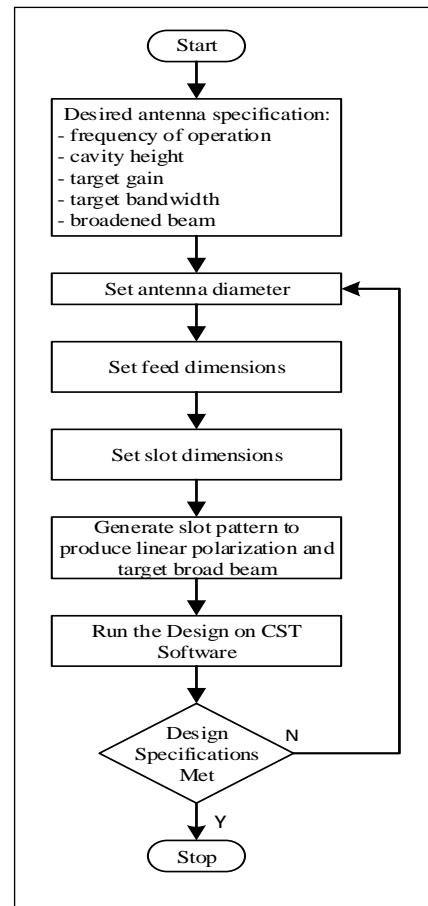 Start
Desired antenna specification:
- frequency of operation
- cavity height
- target gain
- target bandwidth
- broadened beam
Set antenna diameter
Set feed dimensions
Set slot dimensions
Generate slot pattern to
produce linear polarization and
target broad beam
Run the Design on CST
Software
Design
Specifications
Met
N
Y
Stop